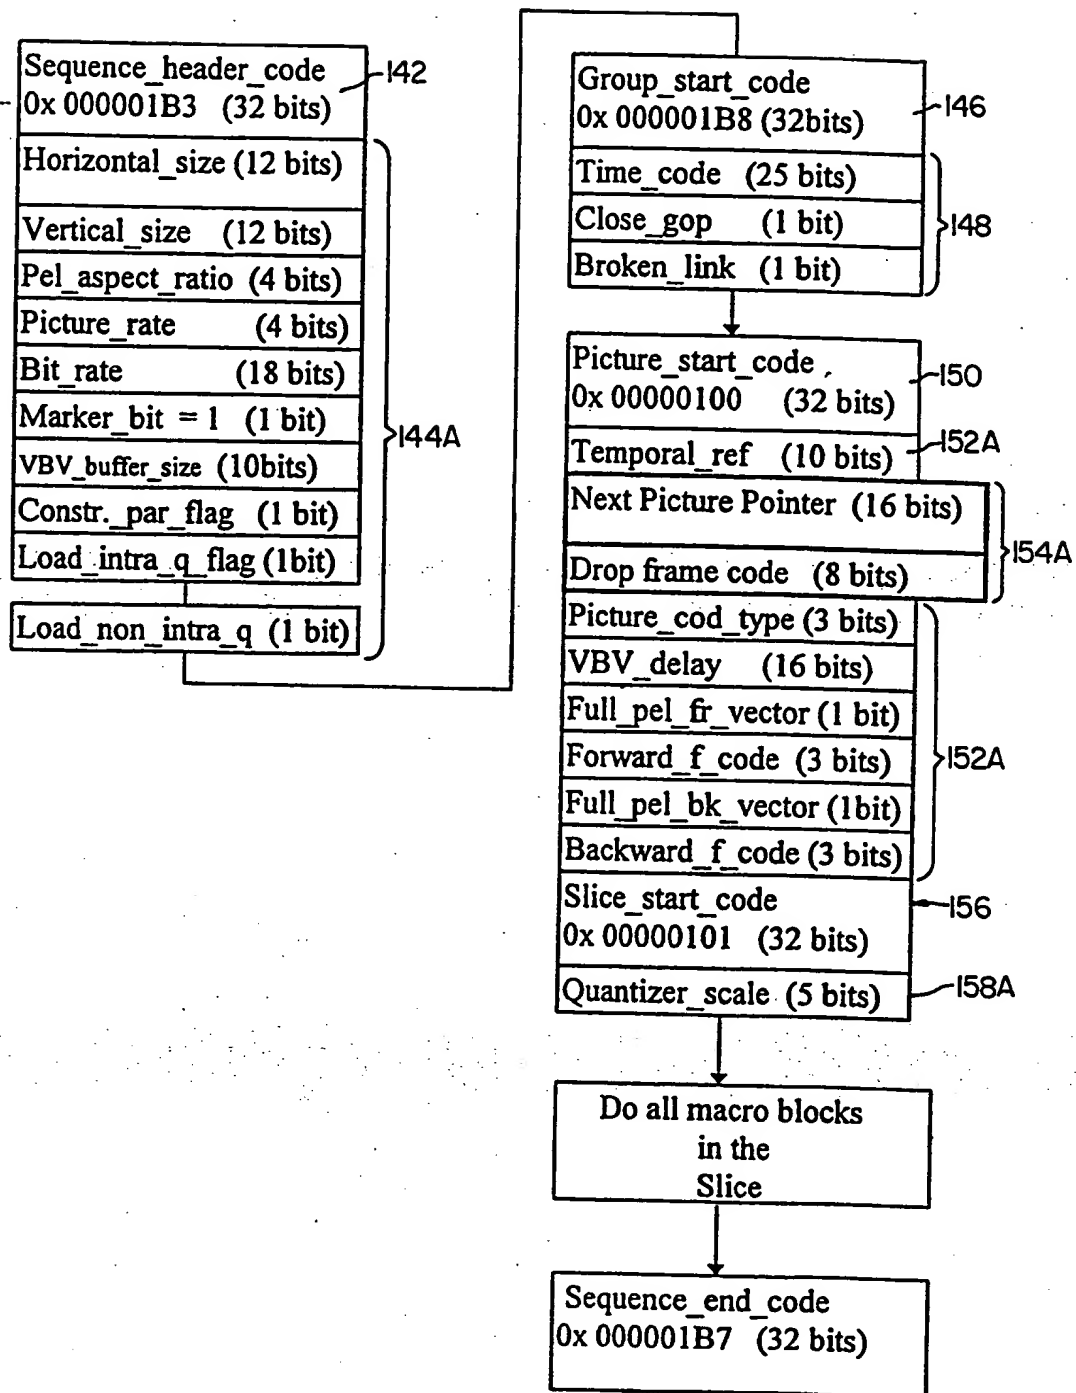 Sequence_header_code
0x 000001B3 (32 bits)
142
Horizontal_size (12 bits)
Vertical_size (12 bits)
Pel_aspect_ratio (4 bits)
Picture_rate (4 bits)
Bit_rate (18 bits)
Marker_bit = 1 (1 bit)
VBV_buffer_size (10bits)
Constr._par_flag (1 bit)
Load_intra_q_flag (1bit)
Load_non_intra_q (1 bit)
144A
Group_start_code
0x 000001B8 (32bits)
146
Time_code (25 bits)
Close_gop (1 bit)
Broken_link (1 bit)
148
Picture_start_code
0x 00000100 (32 bits)
150
Temporal_ref (10 bits)
152A
Next Picture Pointer (16 bits)
Drop frame code (8 bits)
154A
Picture_cod_type (3 bits)
VBV_delay (16 bits)
Full_pel_fr_vector (1 bit)
Forward_f_code (3 bits)
Full_pel_bk_vector (1bit)
Backward_f_code (3 bits)
152A
Slice_start_code
0x 00000101 (32 bits)
156
Quantizer_scale (5 bits)
158A
Do all macro blocks
in the
Slice
Sequence_end_code
0x 000001B7 (32 bits)